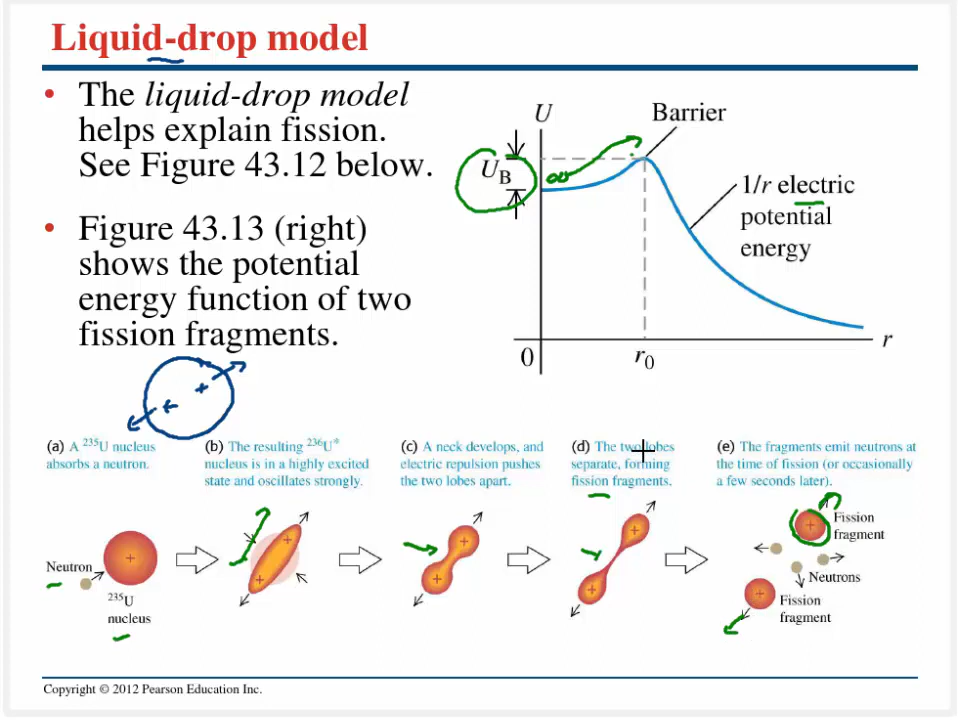 Liquid-drop model
• The liquid-drop model
helps explain fission.
See Figure 43.12 below.
• Figure 43.13 (right)
shows the potential
energy function of two
fission fragments.
U
Barrier
UB
1/r electric
potential
energy
0
r0
r
(a) A 235U nucleus
absorbs a neutron.
(b) The resulting 236U*
nucleus is in a highly excited
state and oscillates strongly.
(c) A neck develops, and
electric repulsion pushes
the two lobes apart.
(d) The two lobes
separate, forming
fission fragments.
(e) The fragments emit neutrons at
the time of fission (or occasionally
a few seconds later).
Neutron
+
235U
nucleus
+
+
+
+
+
+
+
Fission
fragment
Neutrons
+
Fission
fragment
Copyright © 2012 Pearson Education Inc.